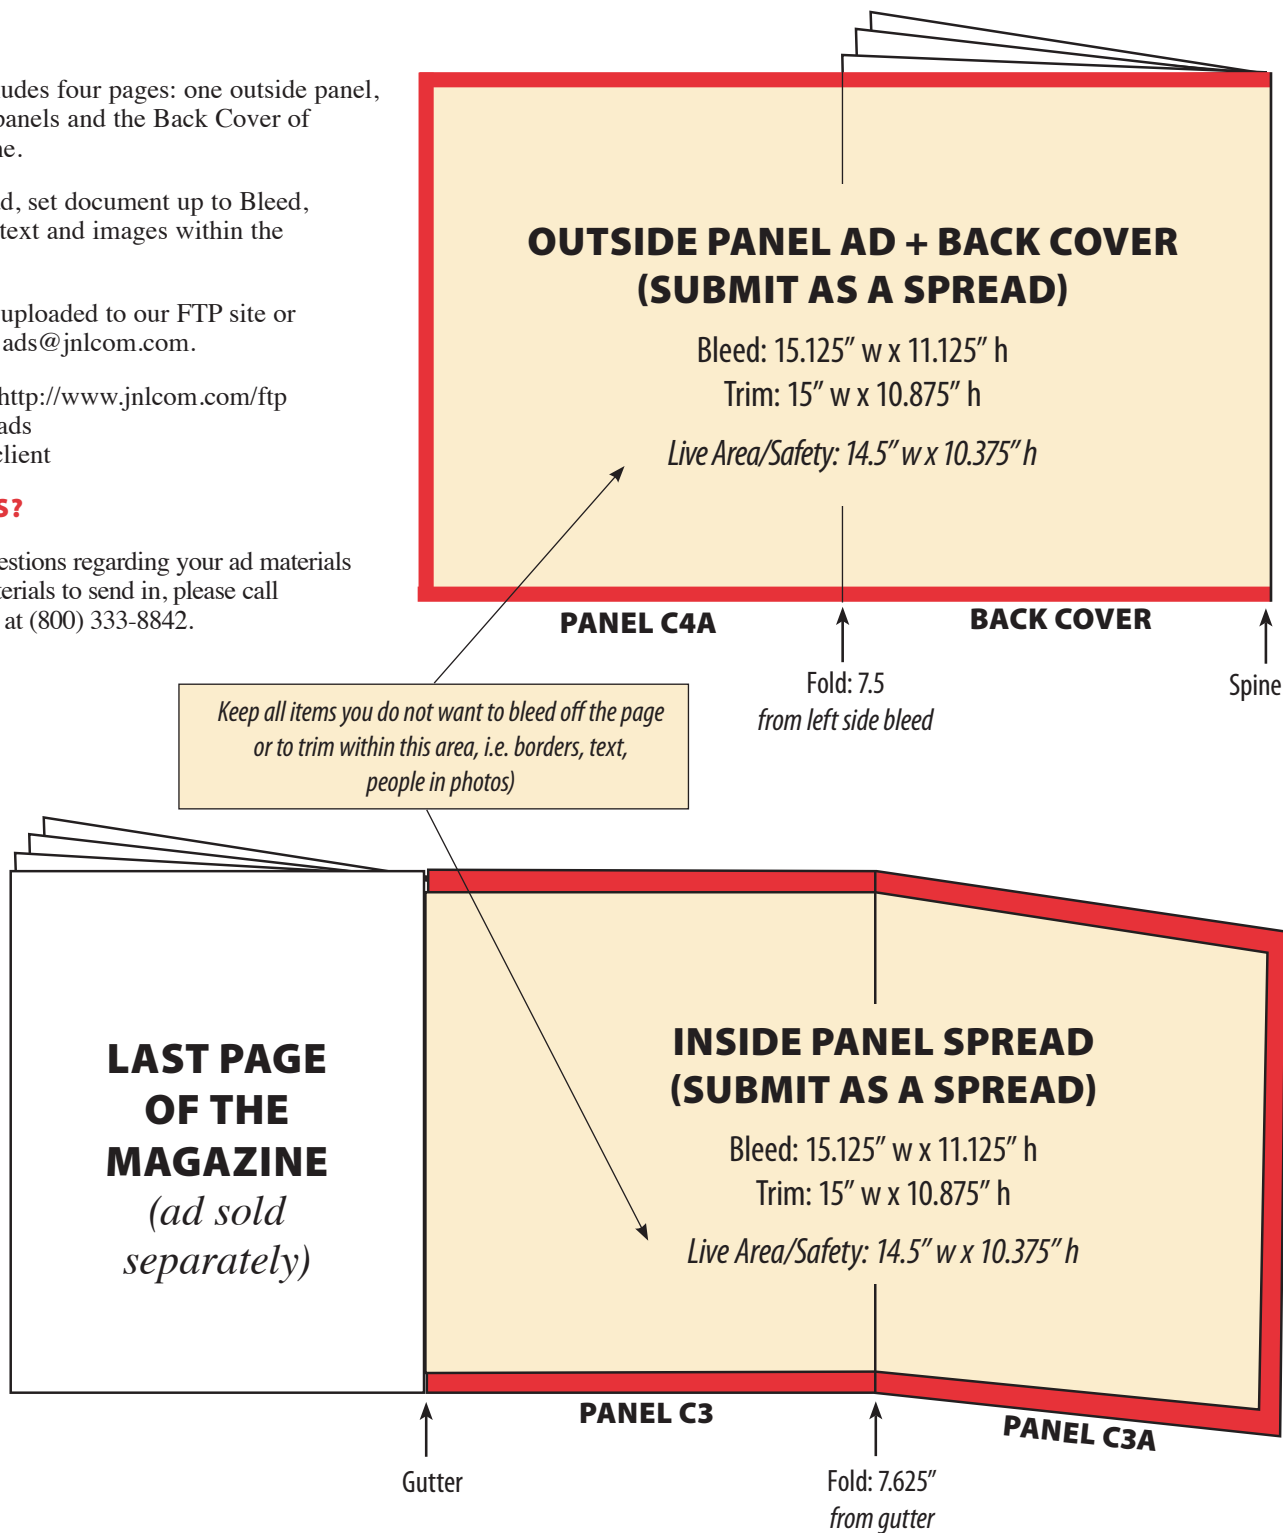 udes four pages: one outside panel,
panels and the Back Cover of
ne.
d, set document up to Bleed,
text and images within the
uploaded to our FTP site or
ads@jnlcom.com.
http://www.jnlcom.com/ftp
ads
client
S?
estions regarding your ad materials
terials to send in, please call
at (800) 333-8842.
OUTSIDE PANEL AD + BACK COVER
(SUBMIT AS A SPREAD)
Bleed: 15.125” w x 11.125” h
Trim: 15” w x 10.875” h
Live Area/Safety: 14.5” w x 10.375” h
PANEL C4A
BACK COVER
Fold: 7.5
from left side bleed
Spine
Keep all items you do not want to bleed off the page
or to trim within this area, i.e. borders, text,
people in photos)
LAST PAGE
OF THE
MAGAZINE
(ad sold
separately)
INSIDE PANEL SPREAD
(SUBMIT AS A SPREAD)
Bleed: 15.125” w x 11.125” h
Trim: 15” w x 10.875” h
Live Area/Safety: 14.5” w x 10.375” h
PANEL C3
PANEL C3A
Gutter
Fold: 7.625”
from gutter